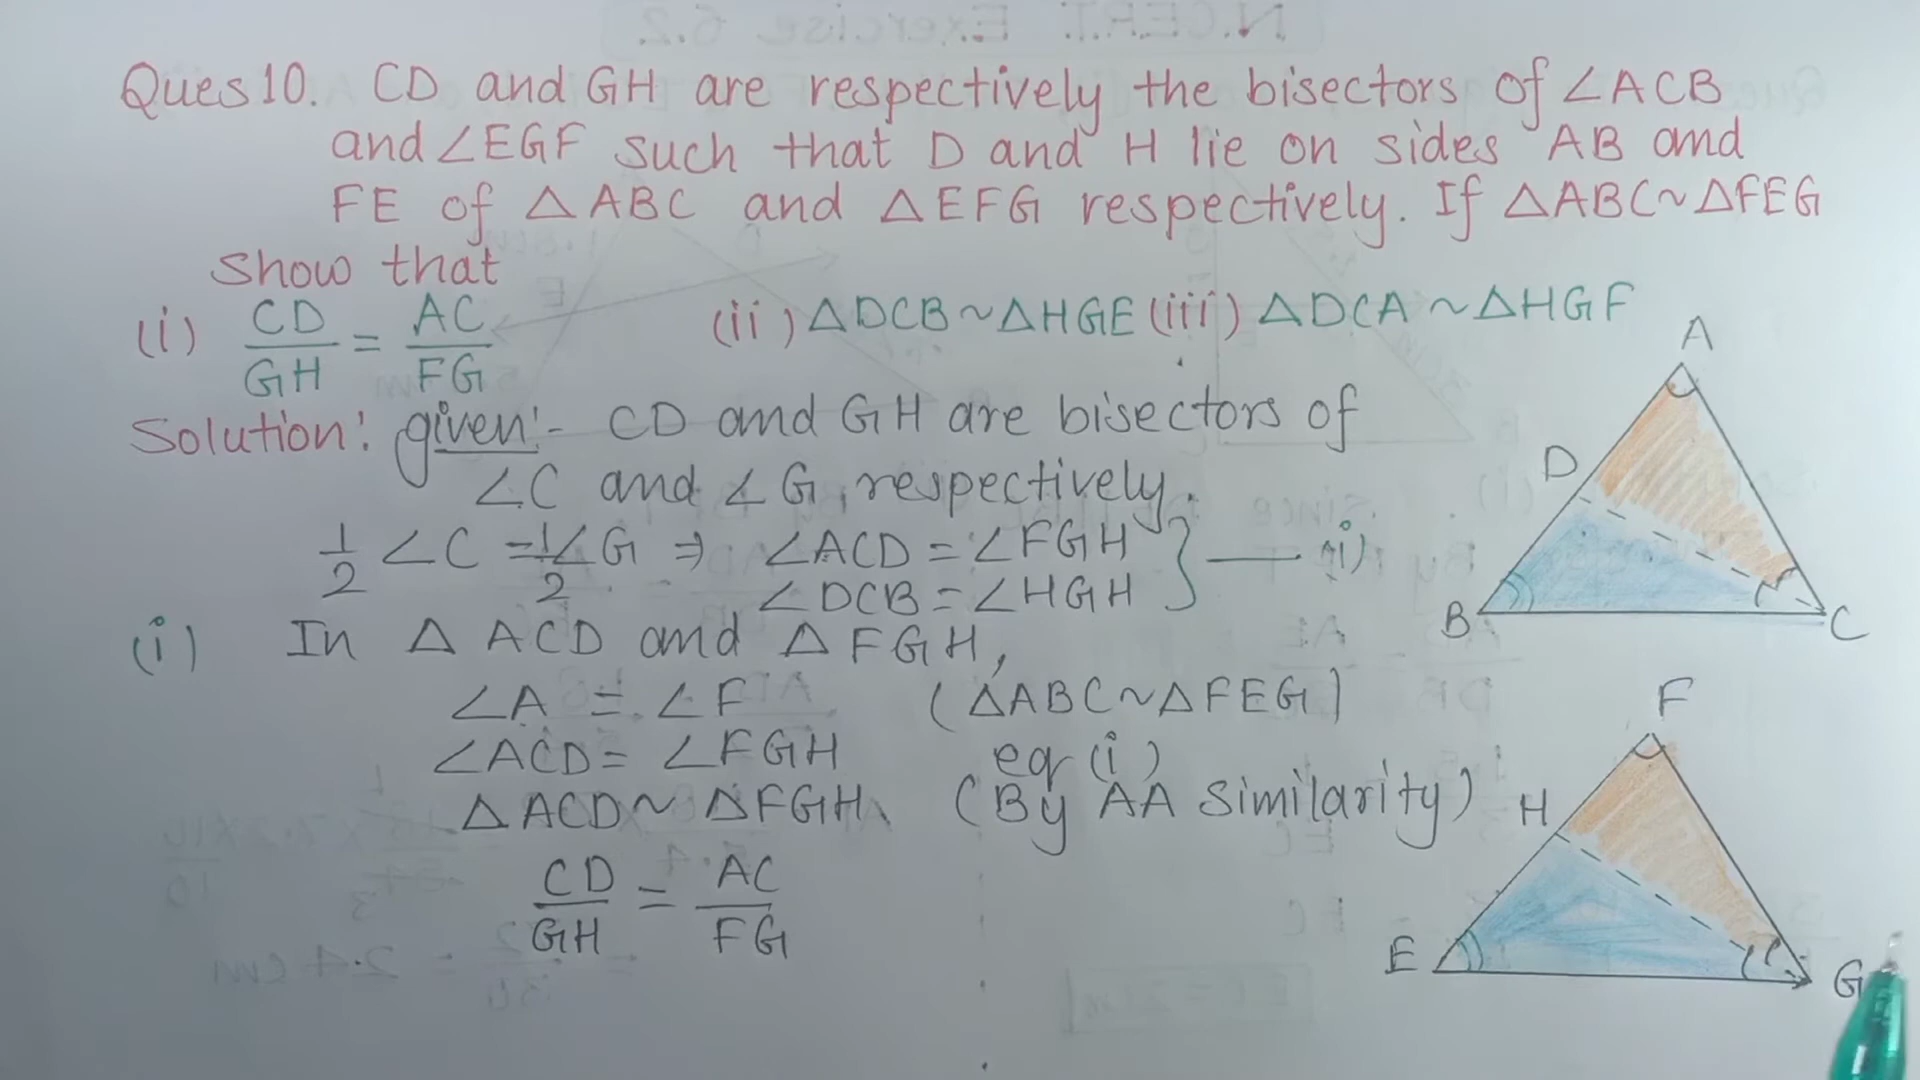 Ques 10. CD and GH are respectively the bisectors of ∠ACB
and ∠EGF such that D and H lie on sides AB and
FE of △ABC and △EFG respectively. If △ABC~△FEG
show that
(i) CD/GH = AC/FG (ii) △DCB~△HGE (iii) △DCA~△HGF
Solution: given:- CD and GH are bisectors of
∠C and ∠G respectively.
1/2 ∠C = 1/2 ∠G ⇒ ∠ACD = ∠FGH
∠DCB = ∠HGH } — (i)
(i) In △ACD and △FGH,
∠A = ∠F (△ABC~△FEG)
∠ACD = ∠FGH eq (i)
△ACD~△FGH (By AA Similarity)
CD/GH = AC/FG
A
D
B
C
F
H
E
G